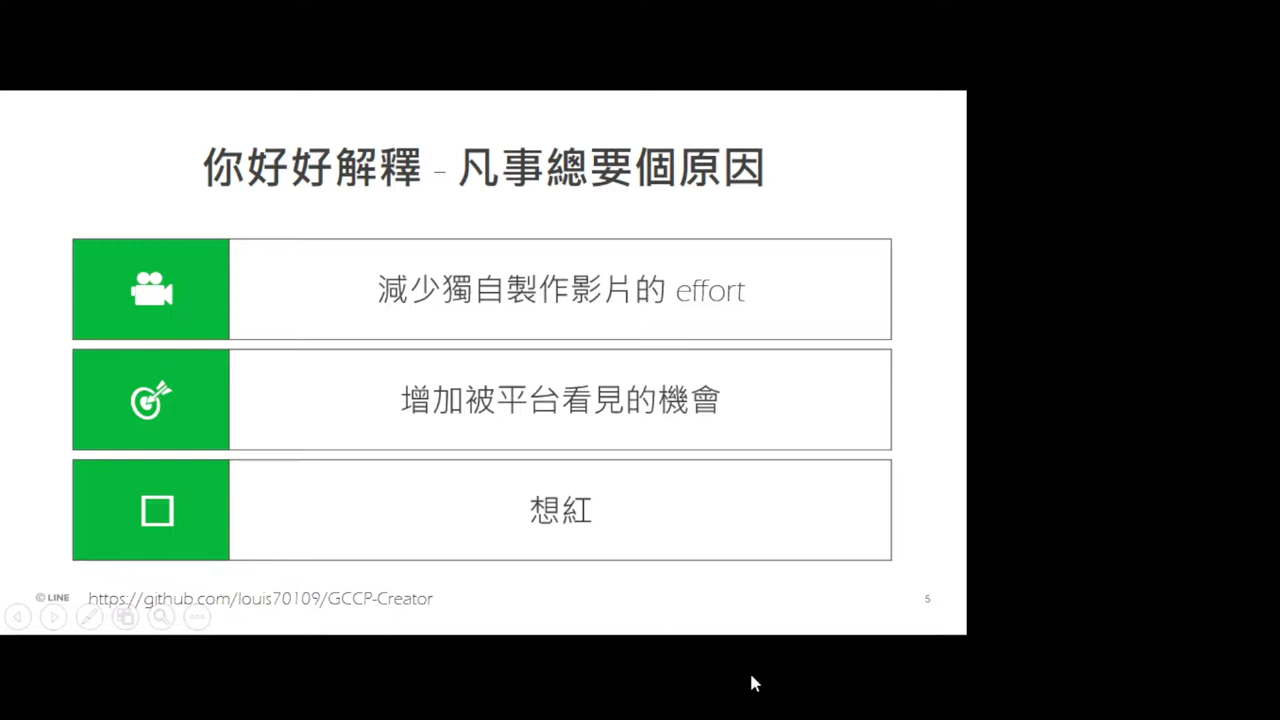 你好好解釋 – 凡事總要個原因
減少獨自製作影片的 effort
增加被平台看見的機會
想紅
© LINE https://github.com/louis70109/GCCP-Creator 5